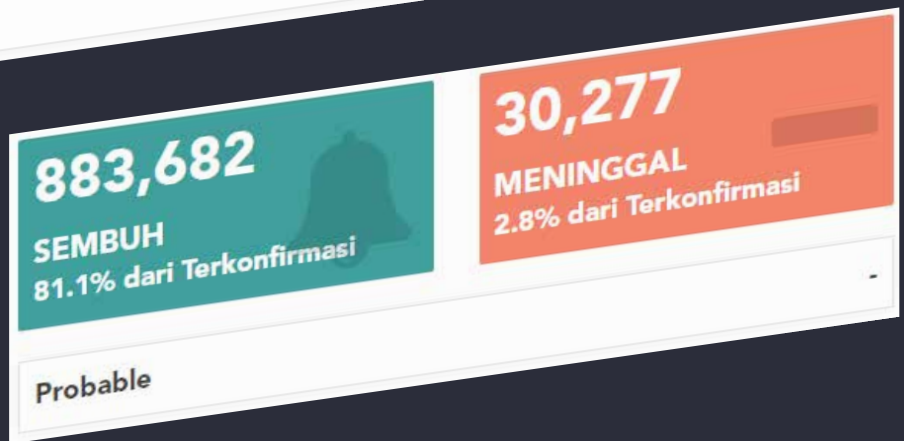 883,682
SEMBUH
81.1% dari Terkonfirmasi
30,277
MENINGGAL
2.8% dari Terkonfirmasi
Probable
-